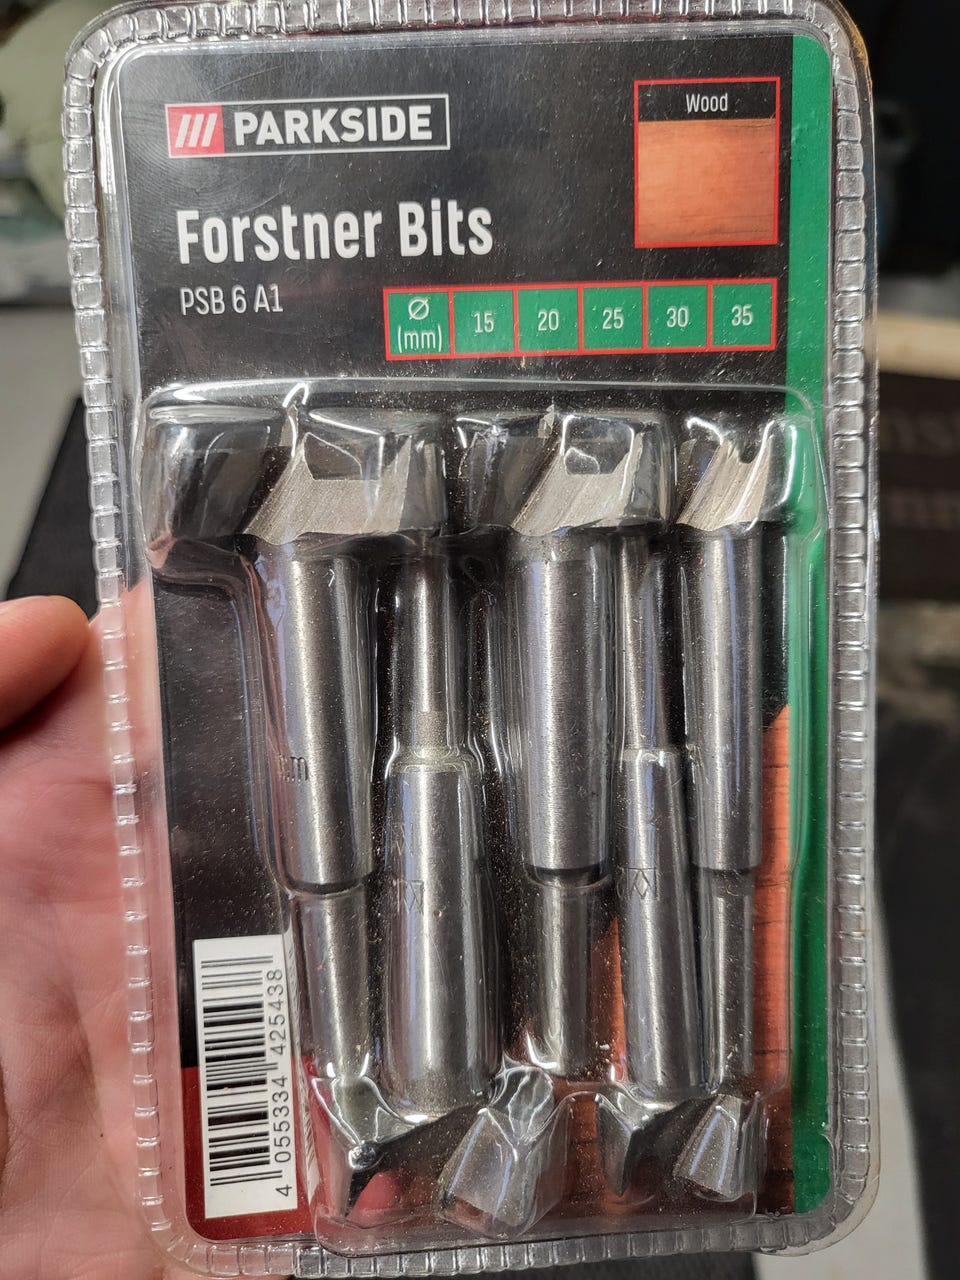 PARKSIDE
Wood
Forstner Bits
PSB 6 A1
Ø (mm) 15 20 25 30 35
4 055334 425438